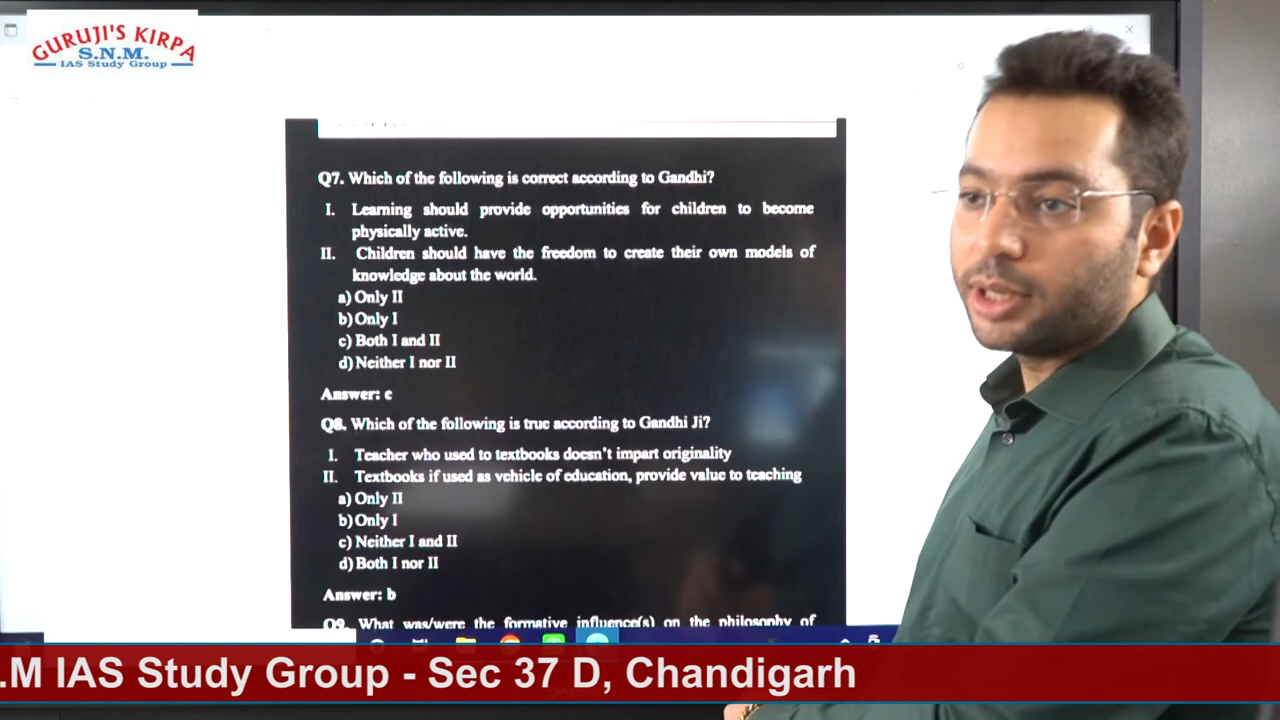 GURUJI'S KIRPA
S.N.M.
IAS Study Group
Q7. Which of the following is correct according to Gandhi?
I. Learning should provide opportunities for children to become
physically active.
II. Children should have the freedom to create their own models of
knowledge about the world.
a) Only II
b) Only I
c) Both I and II
d) Neither I nor II
Answer: c
Q8. Which of the following is true according to Gandhi Ji?
I. Teacher who used to textbooks doesn't impart originality
II. Textbooks if used as vehicle of education, provide value to teaching
a) Only II
b) Only I
c) Neither I and II
d) Both I nor II
Answer: b
Q9. What was/were the formative influence(s) on the philosophy of
.M IAS Study Group - Sec 37 D, Chandigarh